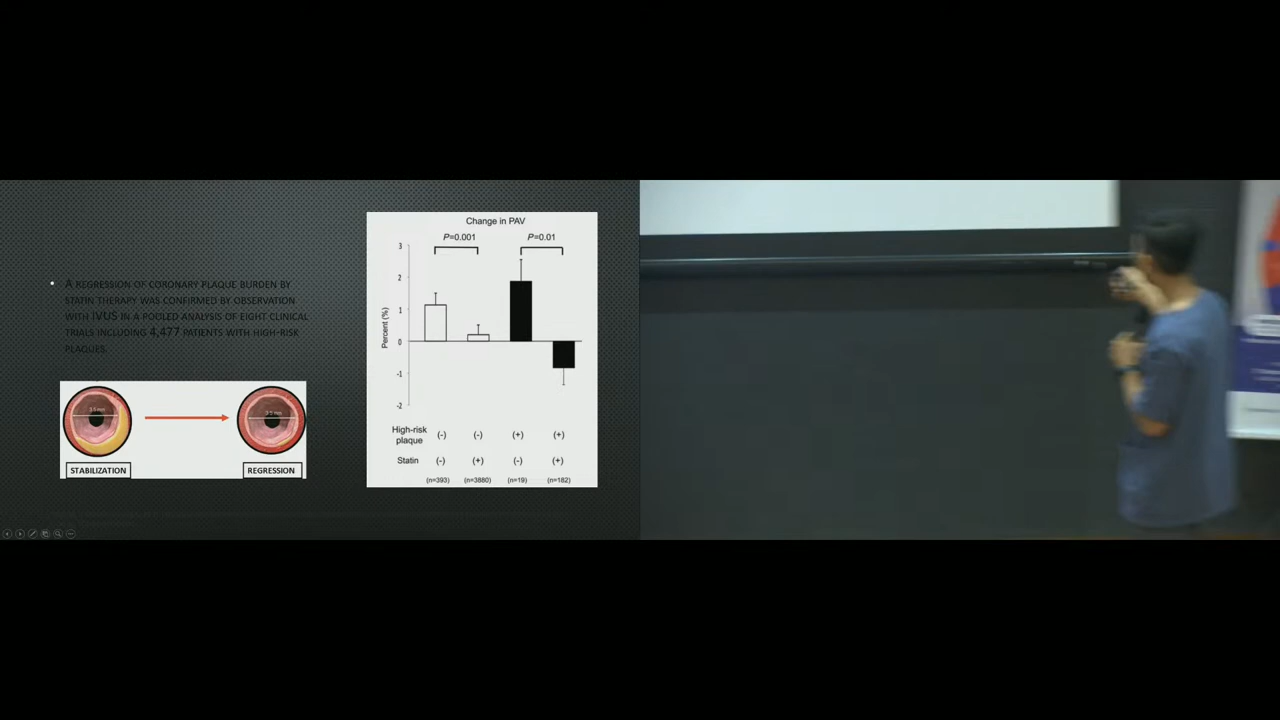 A REGRESSION OF CORONARY PLAQUE BURDEN BY
STATIN THERAPY WAS CONFIRMED BY OBSERVATION
WITH IVUS IN A POOLED ANALYSIS OF EIGHT CLINICAL
TRIALS INCLUDING 4,477 PATIENTS WITH HIGH-RISK
PLAQUES.
STABILIZATION
REGRESSION
Change in PAV
P=0.001 P=0.01
Percent (%)
3
2
1
0
-1
-2
High-risk
plaque (-) (-) (+) (+)
Statin (-) (+) (-) (+)
(n=393) (n=3880) (n=19) (n=182)